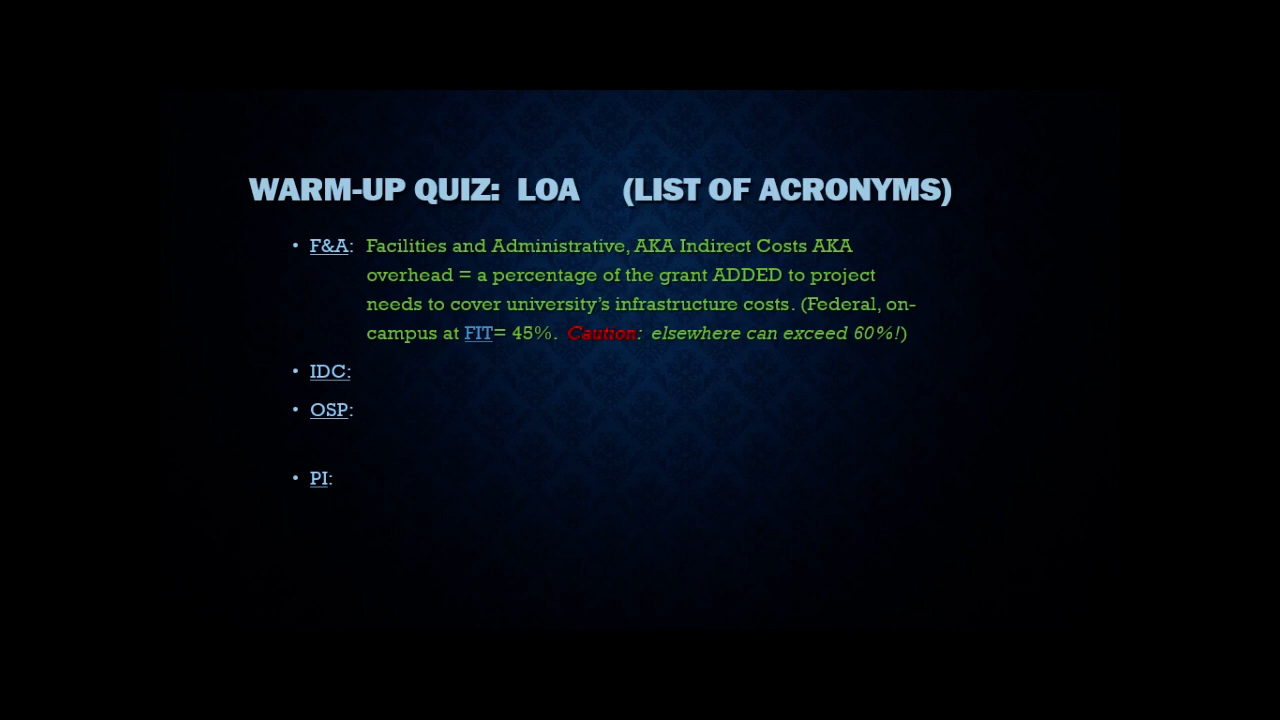 WARM-UP QUIZ: LOA (LIST OF ACRONYMS)
• F&A: Facilities and Administrative, AKA Indirect Costs AKA
overhead = a percentage of the grant ADDED to project
needs to cover university's infrastructure costs. (Federal, on-
campus at FIT= 45%. Caution: elsewhere can exceed 60%!)
• IDC:
• OSP:
• PI: